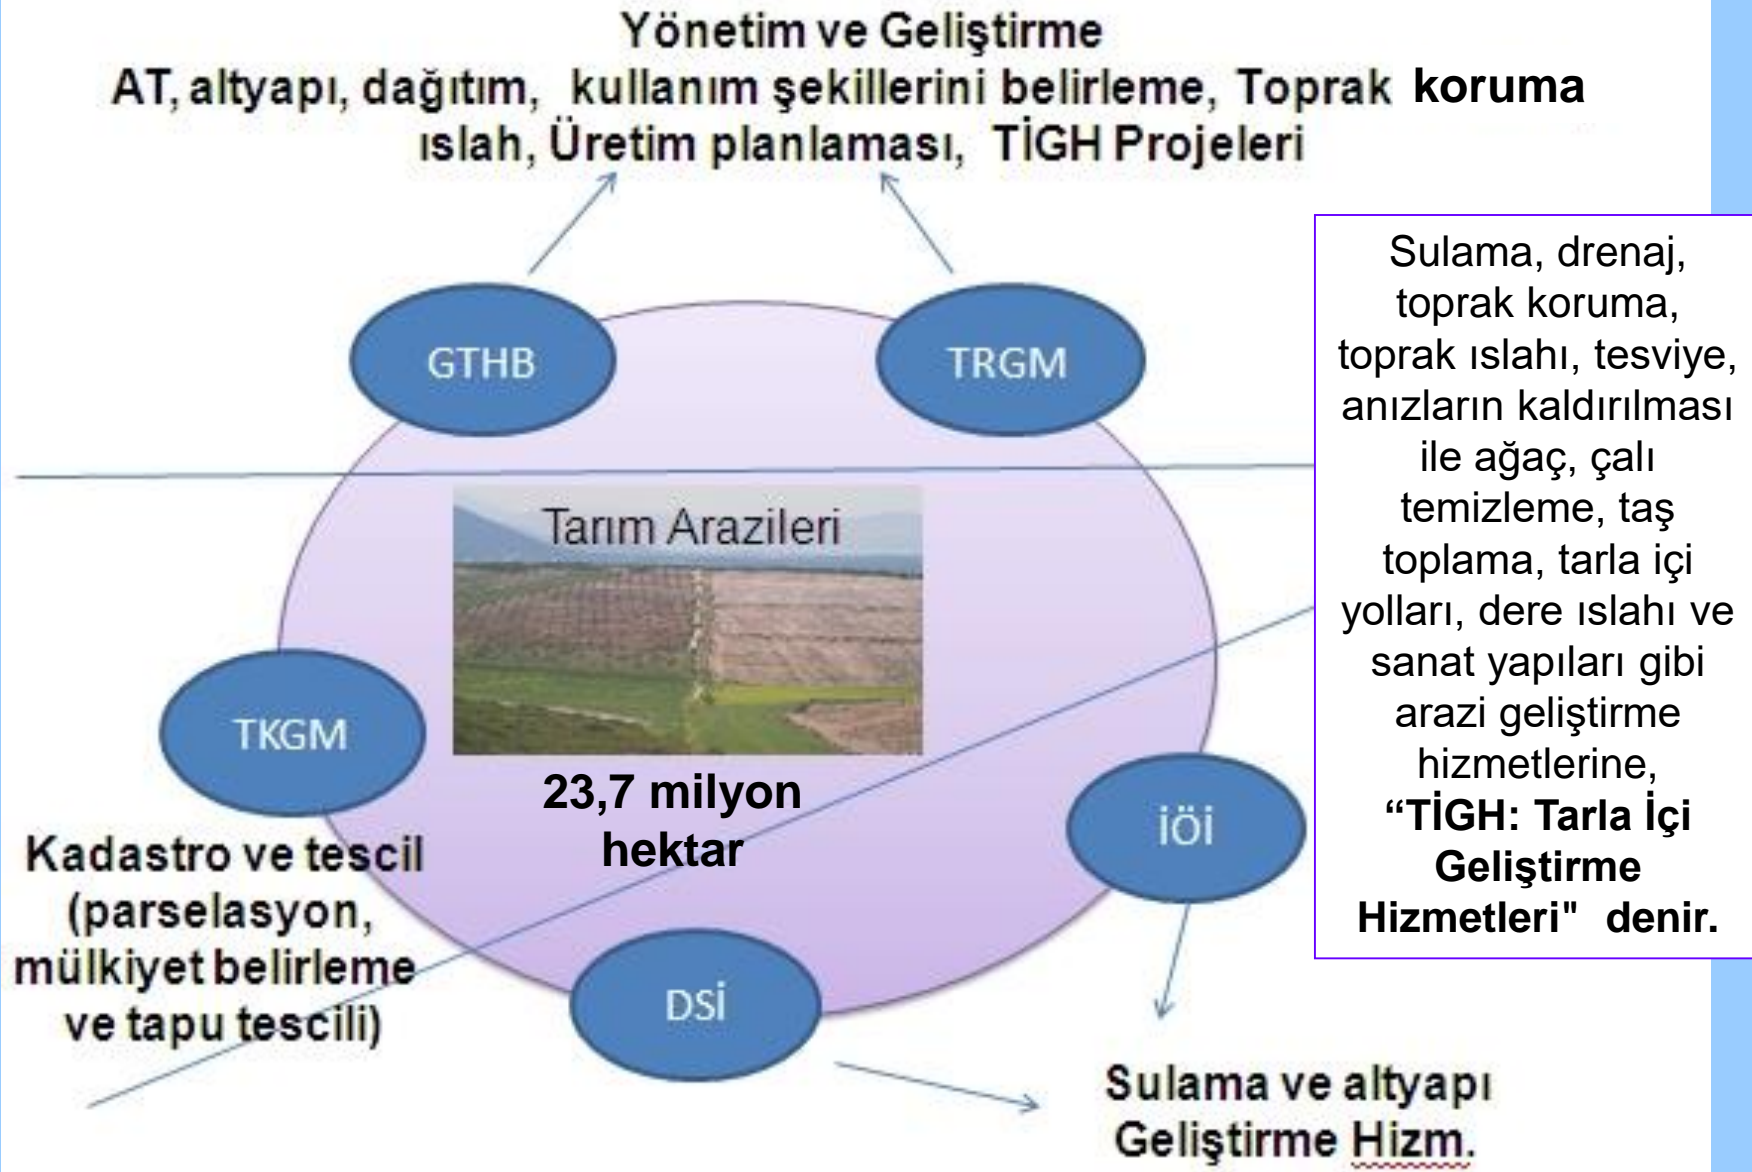 Yönetim ve Geliştirme
AT, altyapı, dağıtım, kullanım şekillerini belirleme, Toprak koruma
ıslah, Üretim planlaması, TİGH Projeleri
GTHB
TRGM
Sulama, drenaj,
toprak koruma,
toprak ıslahı, tesviye,
anızların kaldırılması
ile ağaç, çalı
temizleme, taş
toplama, tarla içi
yolları, dere ıslahı ve
sanat yapıları gibi
arazi geliştirme
hizmetlerine,
“TİGH: Tarla İçi
Geliştirme
Hizmetleri" denir.
Tarım Arazileri
23,7 milyon
hektar
TKGM
Kadastro ve tescil
(parselasyon,
mülkiyet belirleme
ve tapu tescili)
İÖİ
DSİ
Sulama ve altyapı
Geliştirme Hizm.